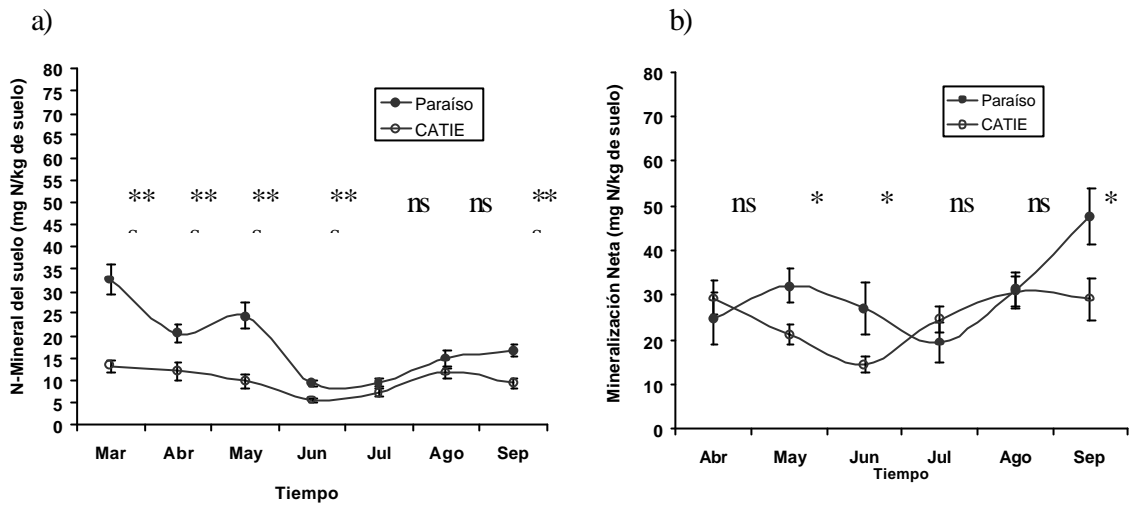 a)
N-Mineral del suelo (mg N/kg de suelo)
80
75
70
65
60
55
50
45
40
35
30
25
20
15
10
5
0
Paraíso
CATIE
** ** ** ** ns ns **
Mar Abr May Jun Jul Ago Sep
Tiempo
b)
Mineralización Neta (mg N/kg de suelo)
80
70
60
50
40
30
20
10
0
Paraíso
CATIE
ns * * ns ns *
Abr May Jun Jul Ago Sep
Tiempo